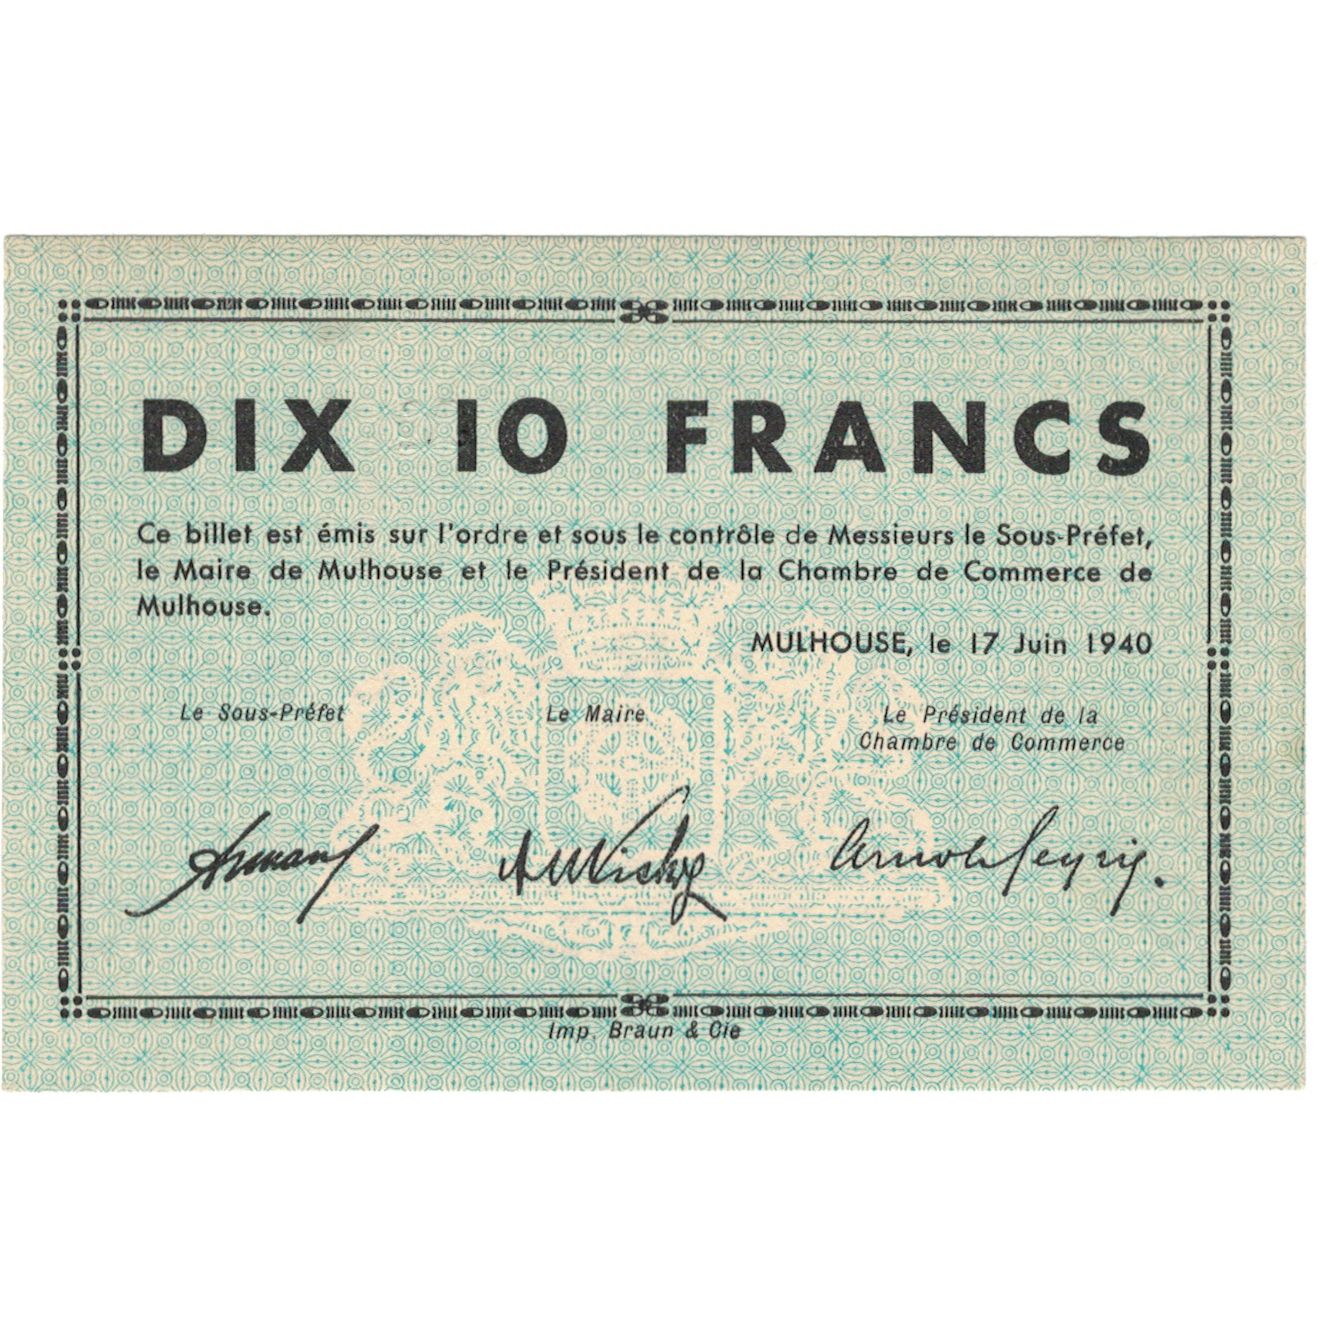 DIX 10 FRANCS
Ce billet est émis sur l'ordre et sous le contrôle de Messieurs le Sous-Préfet,
le Maire de Mulhouse et le Président de la Chambre de Commerce de
Mulhouse.
MULHOUSE, le 17 Juin 1940
Le Sous-Préfet Le Maire Le Président de la
Chambre de Commerce
Imp. Braun & Cie